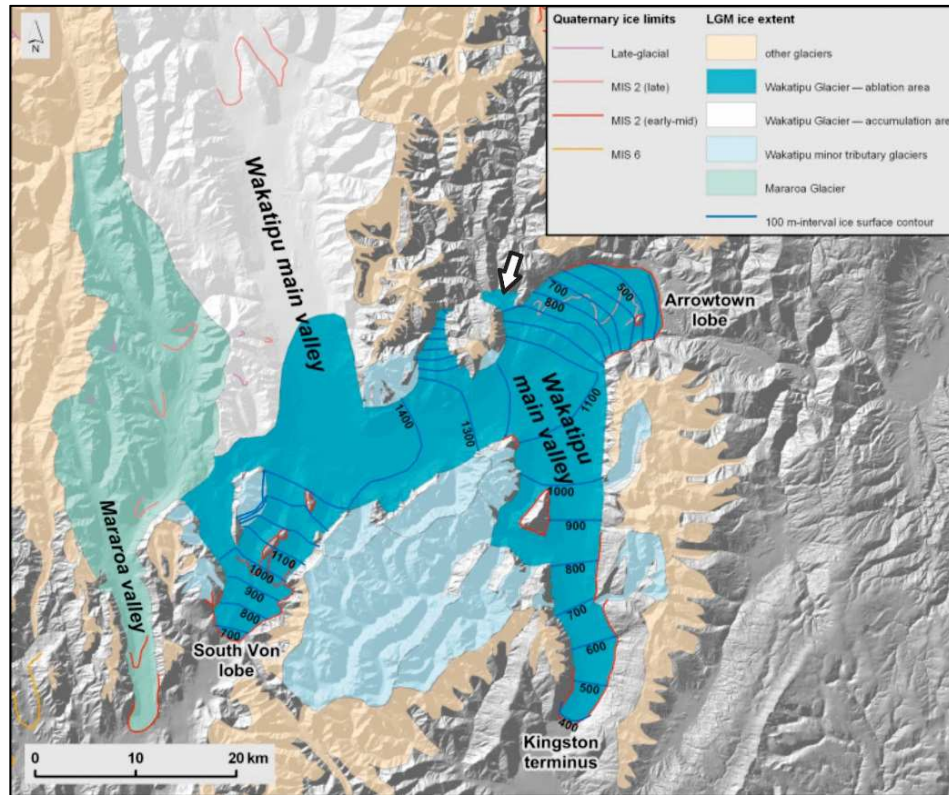 N
Quaternary ice limits
Late-glacial
MIS 2 (late)
MIS 2 (early-mid)
MIS 6
LGM ice extent
other glaciers
Wakatipu Glacier — ablation area
Wakatipu Glacier — accumulation area
Wakatipu minor tributary glaciers
Mararoa Glacier
100 m-interval ice surface contour
Wakatipu main valley
700
800
500
Arrowtown
lobe
Wakatipu
main valley
1100
1400
1300
1000
900
800
700
600
500
400
Kingston
terminus
Mararoa valley
1100
1000
900
800
700
South Von
lobe
0
10
20 km